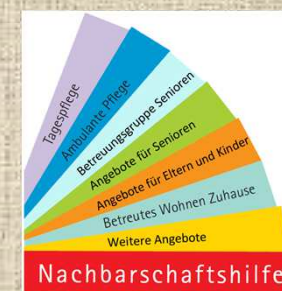 Tagespflege
Ambulante Pflege
Betreuungsgruppe Senioren
Angebote für Senioren
Angebote für Eltern und Kinder
Betreutes Wohnen Zuhause
Weitere Angebote
Nachbarschaftshilfe